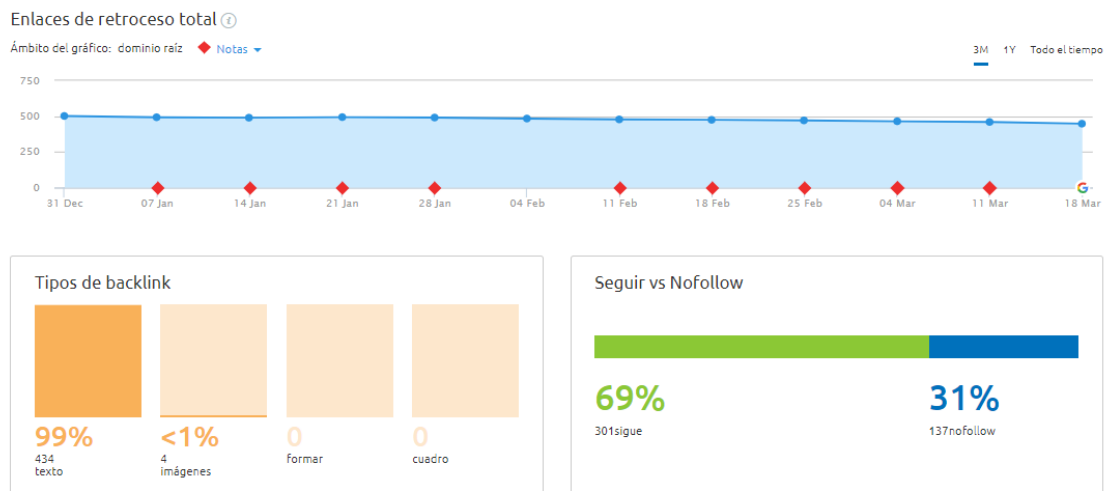 Enlaces de retroceso total i
Ámbito del gráfico: dominio raíz Notas
3M 1Y Todo el tiempo
750
500
250
0
31 Dec 07 Jan 14 Jan 21 Jan 28 Jan 04 Feb 11 Feb 18 Feb 25 Feb 04 Mar 11 Mar 18 Mar
G
Tipos de backlink
99% <1% 0 0
434 4 formar cuadro
texto imágenes
Seguir vs Nofollow
69% 31%
301sigue 137nofollow